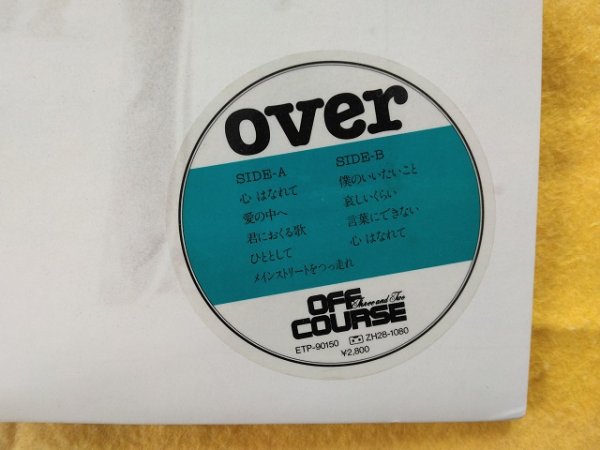 over
SIDE-A
心はなれて
愛の中へ
君におくる歌
ひととして
メインストリートをつっ走れ
SIDE-B
僕のいいたいこと
哀しいくらい
言葉にできない
心はなれて
OFF
Three and Two
COURSE
ETP-90150 ZH28-1080
¥2,800